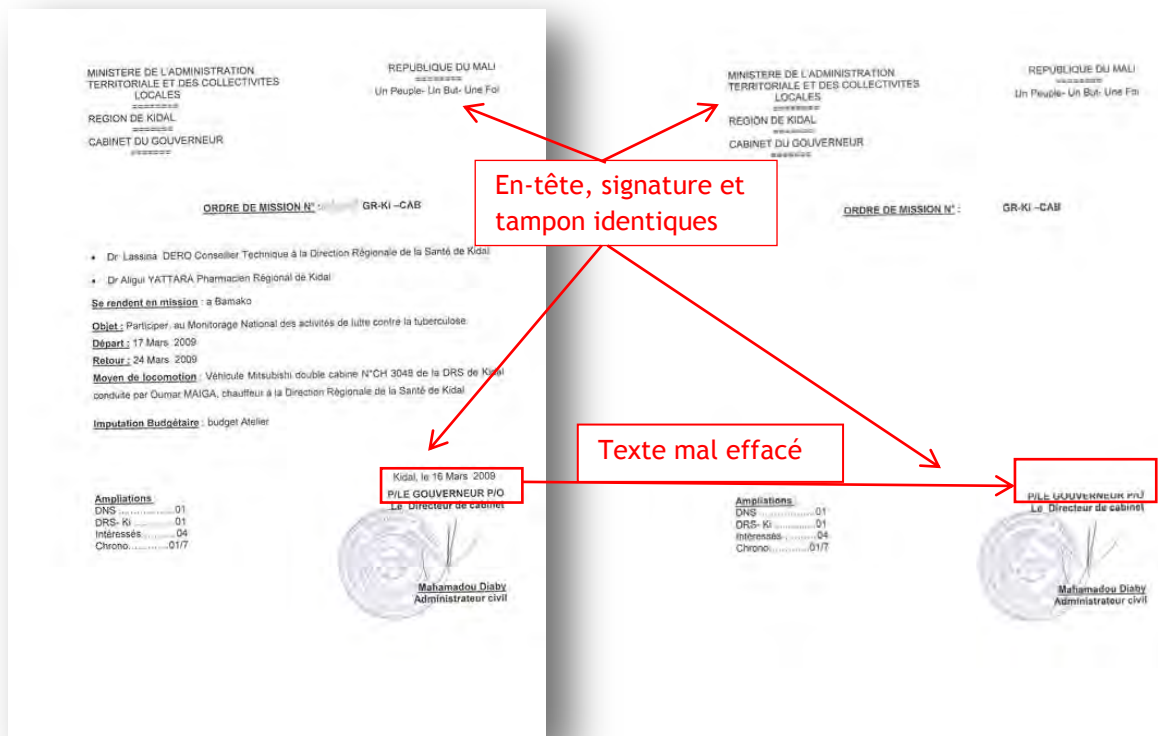 MINISTERE DE L'ADMINISTRATION
TERRITORIALE ET DES COLLECTIVITES
LOCALES
========
REGION DE KIDAL
=======
CABINET DU GOUVERNEUR
=======
REPUBLIQUE DU MALI
========
Un Peuple- Un But- Une Foi
ORDRE DE MISSION N° : GR-KI –CAB
• Dr Lassina DERO Conseiller Technique à la Direction Régionale de la Santé de Kidal
• Dr Aligui YATTARA Pharmacien Régional de Kidal
Se rendent en mission : a Bamako
Objet : Participer au Monitorage National des activités de lutte contre la tuberculose
Départ : 17 Mars 2009
Retour : 24 Mars 2009
Moyen de locomotion : Véhicule Mitsubishi double cabine N°CH 3048 de la DRS de Kidal
conduite par Oumar MAIGA, chauffeur à la Direction Régionale de la Santé de Kidal
Imputation Budgétaire : budget Atelier
Kidal, le 16 Mars 2009
P/LE GOUVERNEUR P/O
Le Directeur de cabinet
Ampliations
DNS ................01
DRS- Ki ...........01
Intéressés.........04
Chrono............01/7
Mahamadou Diaby
Administrateur civil
En-tête, signature et
tampon identiques
Texte mal effacé
MINISTERE DE L'ADMINISTRATION
TERRITORIALE ET DES COLLECTIVITES
LOCALES
========
REGION DE KIDAL
=======
CABINET DU GOUVERNEUR
=======
REPUBLIQUE DU MALI
========
Un Peuple- Un But- Une Foi
ORDRE DE MISSION N° : GR-KI –CAB
P/LE GOUVERNEUR P/O
Le Directeur de cabinet
Ampliations
DNS ................01
DRS- Ki ...........01
Intéressés.........04
Chrono............01/7
Mahamadou Diaby
Administrateur civil